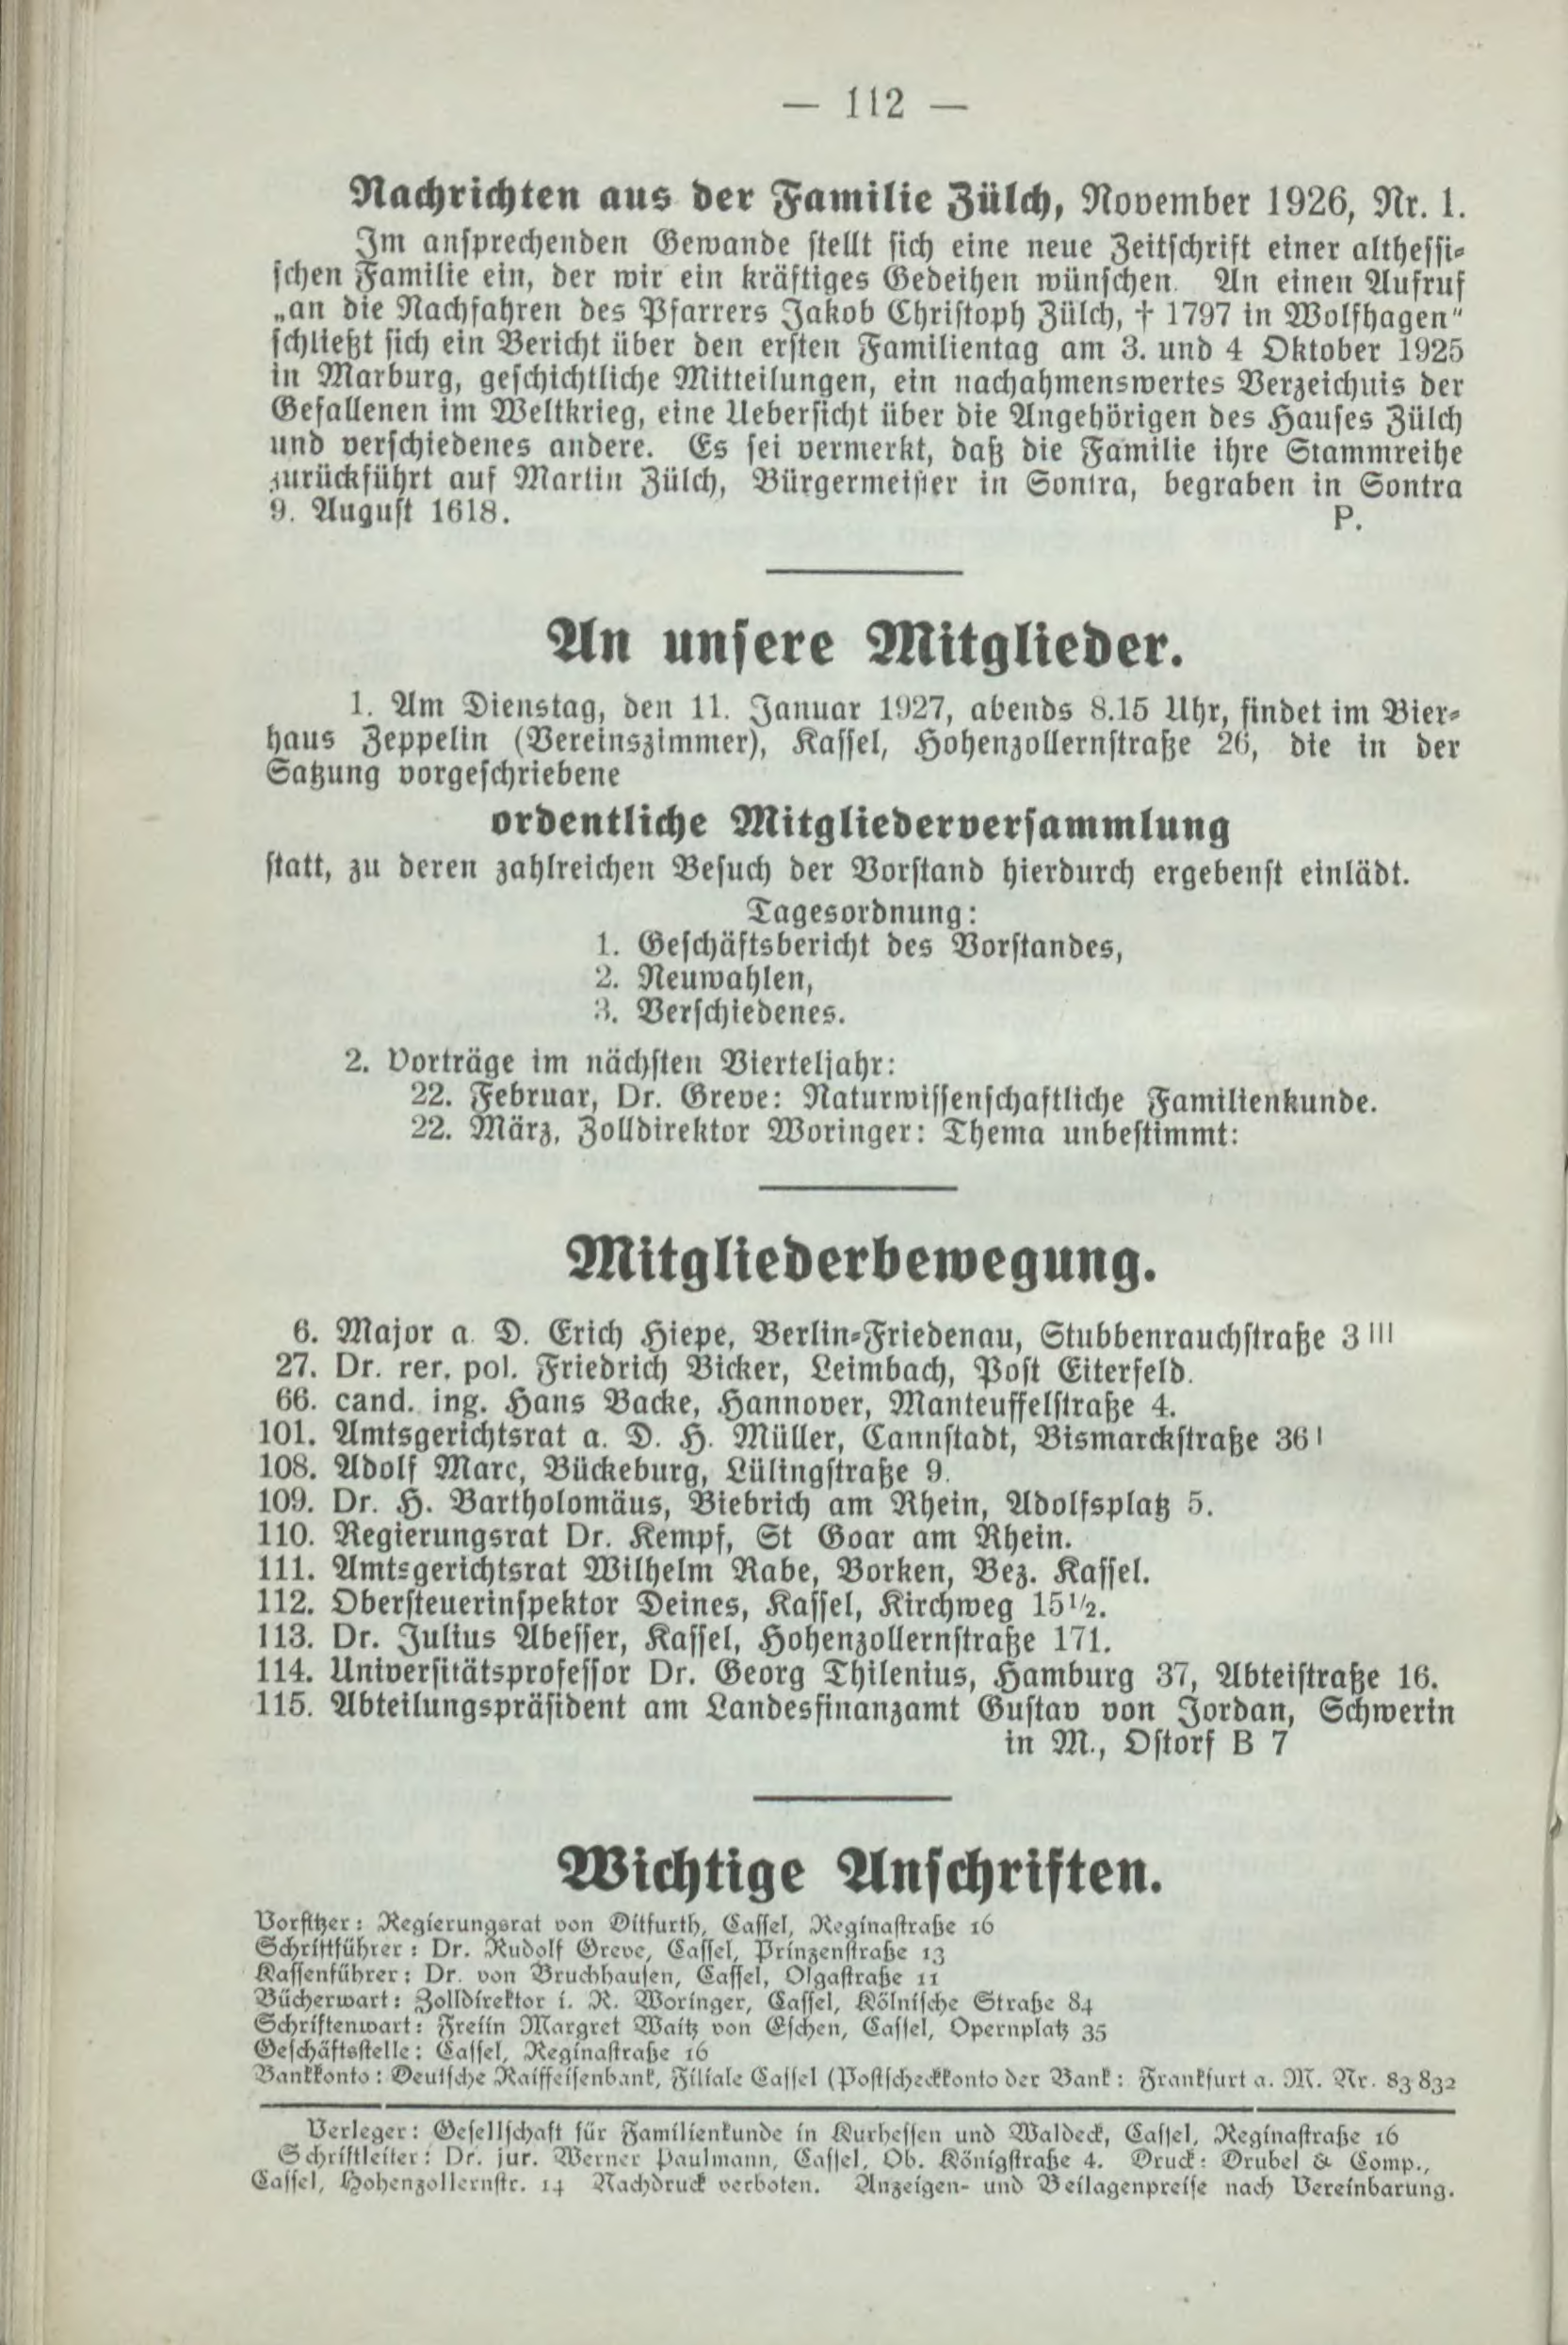 — 112 —
Nachrichten aus der Familie Zülch, November 1926, Nr. 1.
Im ansprechenden Gewande stellt sich eine neue Zeitschrift einer althessi-
schen Familie ein, der wir ein kräftiges Gedeihen wünschen. An einen Aufruf
„an die Nachfahren des Pfarrers Jakob Christoph Zülch, † 1797 in Wolfhagen“
schließt sich ein Bericht über den ersten Familientag am 3. und 4 Oktober 1925
in Marburg, geschichtliche Mitteilungen, ein nachahmenswertes Verzeichnis der
Gefallenen im Weltkrieg, eine Uebersicht über die Angehörigen des Hauses Zülch
und verschiedenes andere. Es sei vermerkt, daß die Familie ihre Stammreihe
zurückführt auf Martin Zülch, Bürgermeister in Sontra, begraben in Sontra
9. August 1618. P.
An unsere Mitglieder.
1. Am Dienstag, den 11. Januar 1927, abends 8.15 Uhr, findet im Bier-
haus Zeppelin (Vereinszimmer), Kassel, Hohenzollernstraße 26, die in der
Satzung vorgeschriebene
ordentliche Mitgliederversammlung
statt, zu deren zahlreichen Besuch der Vorstand hierdurch ergebenst einlädt.
Tagesordnung:
1. Geschäftsbericht des Vorstandes,
2. Neuwahlen,
3. Verschiedenes.
2. Vorträge im nächsten Vierteljahr:
22. Februar, Dr. Greve: Naturwissenschaftliche Familienkunde.
22. März, Zolldirektor Woringer: Thema unbestimmt:
Mitgliederbewegung.
6. Major a. D. Erich Hiepe, Berlin-Friedenau, Stubbenrauchstraße 3 III
27. Dr. rer. pol. Friedrich Bicker, Leimbach, Post Eiterfeld.
66. cand. ing. Hans Backe, Hannover, Manteuffelstraße 4.
101. Amtsgerichtsrat a. D. H. Müller, Cannstadt, Bismarckstraße 36 I
108. Adolf Marc, Bückeburg, Lülingstraße 9.
109. Dr. H. Bartholomäus, Biebrich am Rhein, Adolfsplatz 5.
110. Regierungsrat Dr. Kempf, St Goar am Rhein.
111. Amtsgerichtsrat Wilhelm Rabe, Borken, Bez. Kassel.
112. Obersteuerinspektor Deines, Kassel, Kirchweg 15½.
113. Dr. Julius Abesser, Kassel, Hohenzollernstraße 171.
114. Universitätsprofessor Dr. Georg Thilenius, Hamburg 37, Abteistraße 16.
115. Abteilungspräsident am Landesfinanzamt Gustav von Jordan, Schwerin
in M., Ostorf B 7
Wichtige Anschriften.
Vorsitzer: Regierungsrat von Ditfurth, Cassel, Reginastraße 16
Schriftführer: Dr. Rudolf Greve, Cassel, Prinzenstraße 13
Kassenführer: Dr. von Bruchhausen, Cassel, Olgastraße 11
Bücherwart: Zolldirektor i. R. Woringer, Cassel, Kölnische Straße 84
Schriftenwart: Freiin Margret Waitz von Eschen, Cassel, Opernplatz 35
Geschäftsstelle: Cassel, Reginastraße 16
Bankkonto: Deutsche Raiffeisenbank, Filiale Cassel (Postscheckkonto der Bank: Frankfurt a. M. Nr. 83 832
Verleger: Gesellschaft für Familienkunde in Kurhessen und Waldeck, Cassel, Reginastraße 16
Schriftleiter: Dr. jur. Werner Paulmann, Cassel, Ob. Königstraße 4. Druck: Drubel & Comp.,
Cassel, Hohenzollernstr. 14 Nachdruck verboten. Anzeigen- und Beilagenpreise nach Vereinbarung.